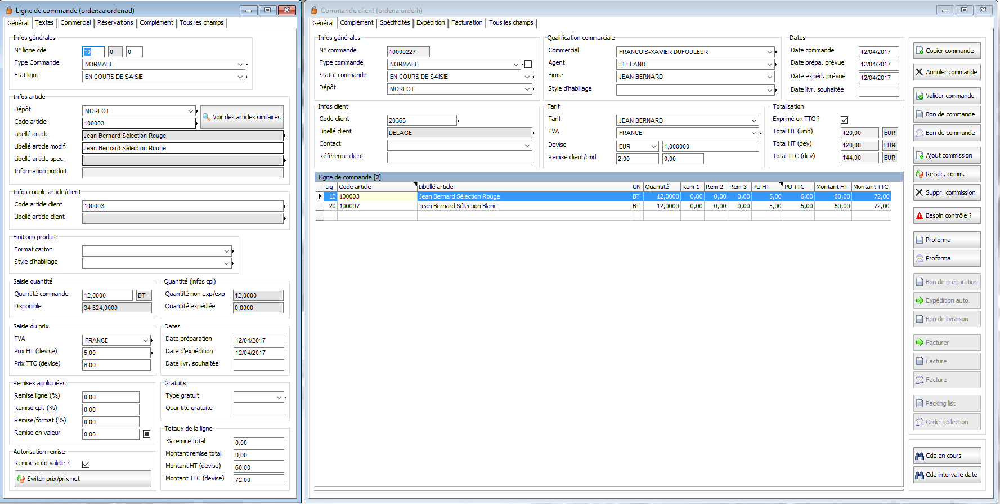 Ligne de commande (order:aa:orderrad)
Général Textes Commercial Réservations Complément Tous les champs
Infos générales
N° ligne cde 10 0 0
Type Commande NORMALE
Etat ligne EN COURS DE SAISIE
Infos article
Dépôt MORLOT
Voir des articles similaires
Code article 100003
Libellé article Jean Bernard Sélection Rouge
Libellé article modif. Jean Bernard Sélection Rouge
Libellé article spec.
Information produit
Infos couple article/client
Code article client 100003
Libellé article client
Finitions produit
Format carton
Style d'habillage
Saisie quantité
Quantité commande 12,0000 BT
Disponible 34 524,0000
Quantité (infos cpl)
Quantité non exp/exp 12,0000
Quantité expédiée 0,0000
Saisie du prix
TVA FRANCE
Prix HT (devise) 5,00
Prix TTC (devise) 6,00
Dates
Date préparation 12/04/2017
Date d'expédition 12/04/2017
Date livr. souhaitée
Remises appliquées
Remise ligne (%) 0,00
Remise cpl. (%) 0,00
Remise/format (%) 0,00
Remise en valeur 0,00
Gratuits
Type gratuit
Quantite gratuite
Autorisation remise
Remise auto valide ?
Switch prix/prix net
Totaux de la ligne
% remise total 0,00
Montant remise total 0,00
Montant HT (devise) 60,00
Montant TTC (devise) 72,00
Commande client (order:a:orderh)
Général Complément Spécificités Expédition Facturation Tous les champs
Infos générales
N° commande 10000227
Type commande NORMALE
Statut commande EN COURS DE SAISIE
Dépôt MORLOT
Qualification commerciale
Commercial FRANCOIS-XAVIER DUFOULEUR
Agent BELLAND
Firme JEAN BERNARD
Style d'habillage
Dates
Date commande 12/04/2017
Date prépa. prévue 12/04/2017
Date expéd. prévue 12/04/2017
Date livr. souhaitée
Infos client
Code client 20365
Libellé client DELAGE
Contact
Référence client
Tarif
Tarif JEAN BERNARD
TVA FRANCE
Devise EUR 1,000000
Remise client/cmd 2,00 0,00
Totalisation
Exprimé en TTC ?
Total HT (umb) 120,00 EUR
Total HT (dev) 120,00 EUR
Total TTC (dev) 144,00 EUR
Ligne de commande [2]
Lig Code article Libellé article UN Quantité Rem 1 Rem 2 Rem 3 PU HT PU TTC Montant HT Montant TTC
10 100003 Jean Bernard Sélection Rouge BT 12,0000 0,00 0,00 0,00 5,00 6,00 60,00 72,00
20 100007 Jean Bernard Sélection Blanc BT 12,0000 0,00 0,00 0,00 5,00 6,00 60,00 72,00
Copier commande
Annuler commande
Valider commande
Bon de commande
Bon de commande
Ajout commission
Recalc. comm.
Suppr. commission
Besoin contrôle ?
Proforma
Proforma
Bon de préparation
Expédition auto.
Bon de livraison
Facturer
Facture
Facture
Packing list
Order collection
Cde en cours
Cde intervalle date